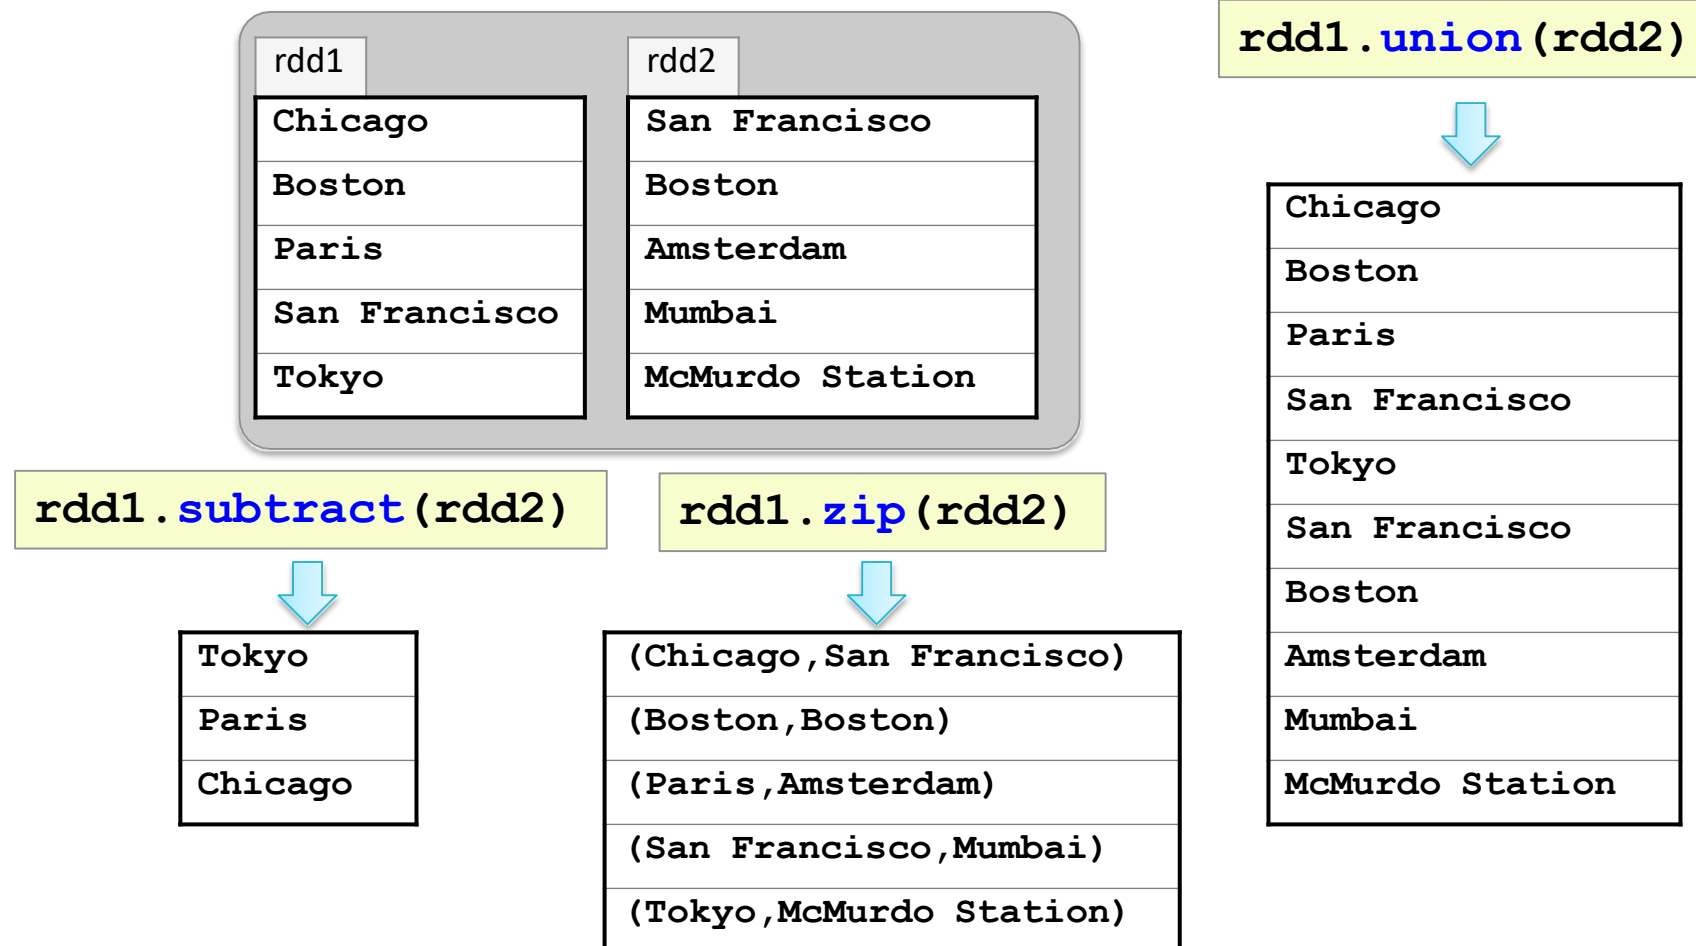 rdd1
Chicago
Boston
Paris
San Francisco
Tokyo
rdd2
San Francisco
Boston
Amsterdam
Mumbai
McMurdo Station
rdd1.subtract(rdd2)
Tokyo
Paris
Chicago
rdd1.zip(rdd2)
(Chicago,San Francisco)
(Boston,Boston)
(Paris,Amsterdam)
(San Francisco,Mumbai)
(Tokyo,McMurdo Station)
rdd1.union(rdd2)
Chicago
Boston
Paris
San Francisco
Tokyo
San Francisco
Boston
Amsterdam
Mumbai
McMurdo Station